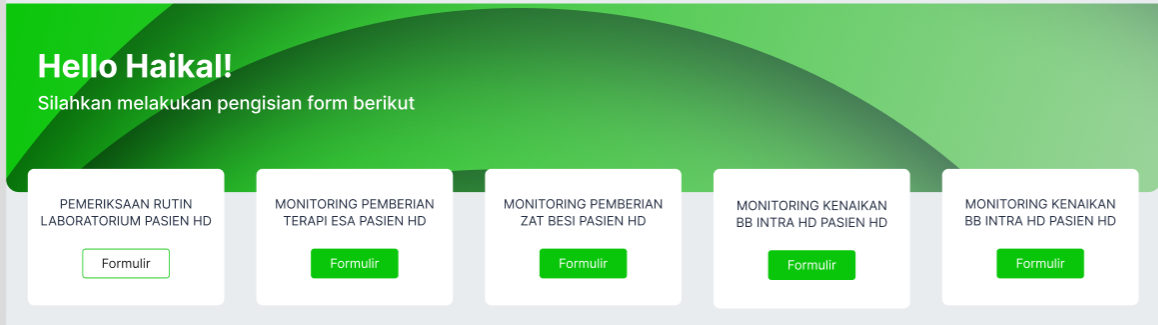 Hello Haikal!
Silahkan melakukan pengisian form berikut
PEMERIKSAAN RUTIN
LABORATORIUM PASIEN HD
Formulir
MONITORING PEMBERIAN
TERAPI ESA PASIEN HD
Formulir
MONITORING PEMBERIAN
ZAT BESI PASIEN HD
Formulir
MONITORING KENAIKAN
BB INTRA HD PASIEN HD
Formulir
MONITORING KENAIKAN
BB INTRA HD PASIEN HD
Formulir